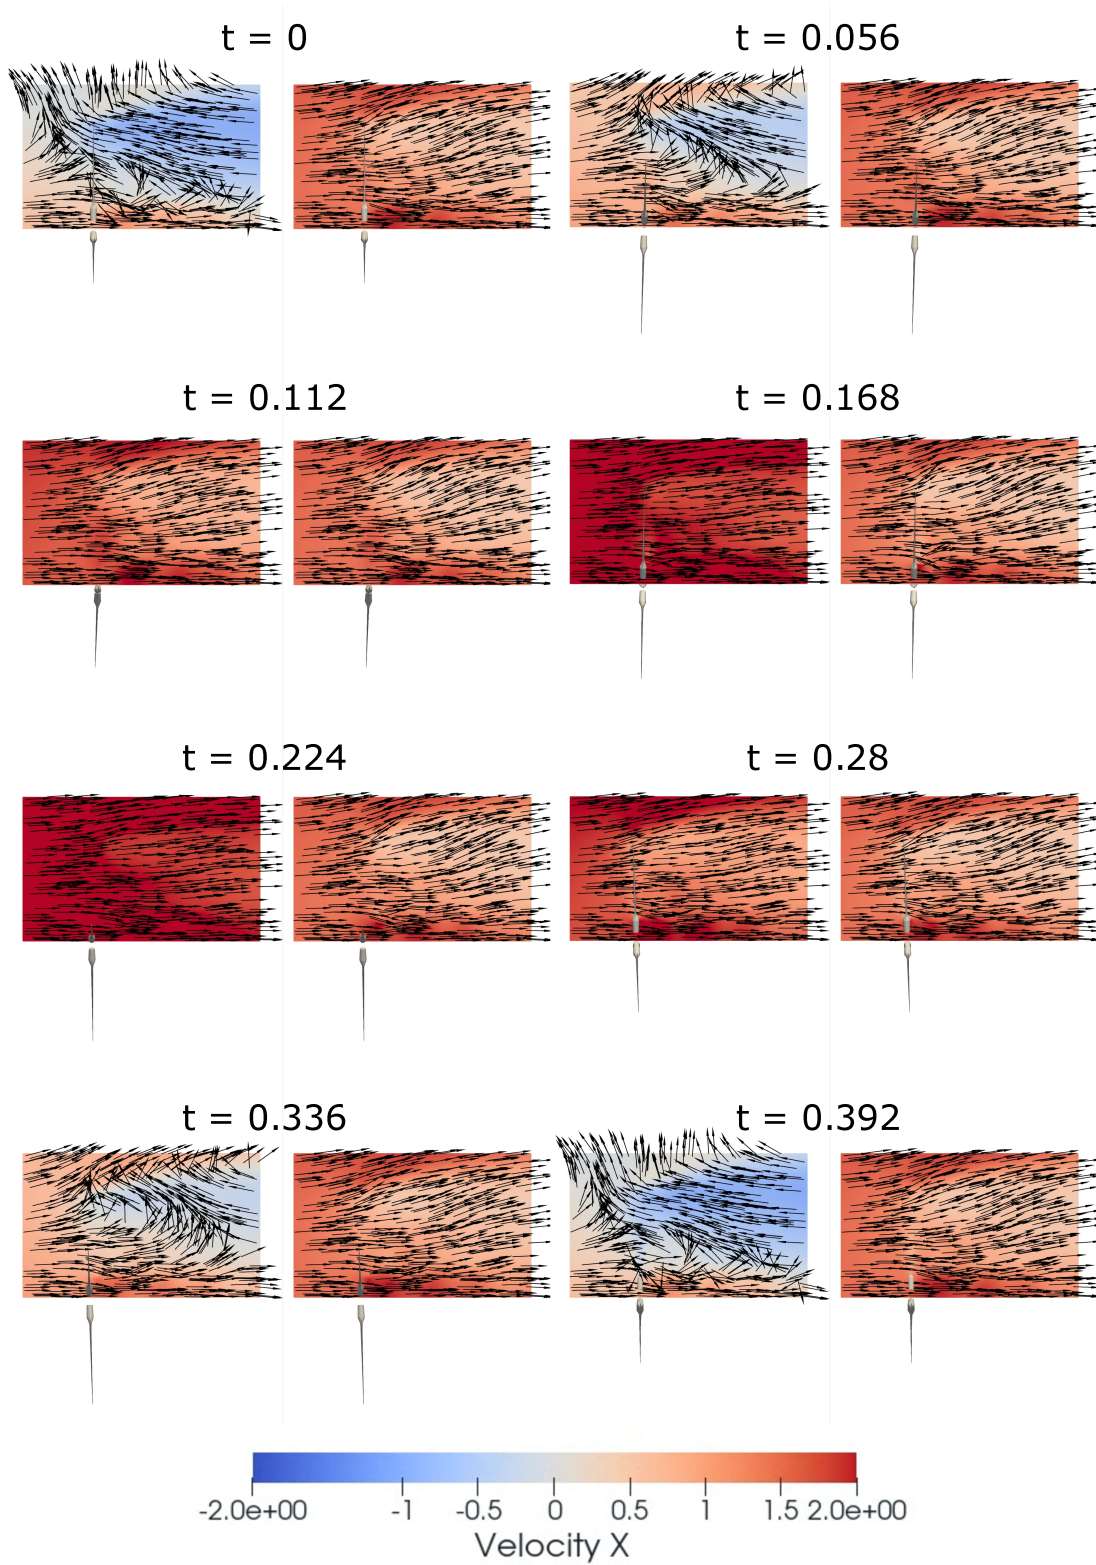 t = 0
t = 0.056
t = 0.112
t = 0.168
t = 0.224
t = 0.28
t = 0.336
t = 0.392
-2.0e+00 -1 -0.5 0 0.5 1 1.5 2.0e+00
Velocity X